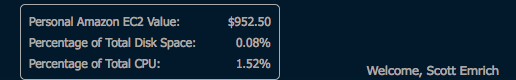 Personal Amazon EC2 Value: $952.50
Percentage of Total Disk Space: 0.08%
Percentage of Total CPU: 1.52%
Welcome, Scott Emrich